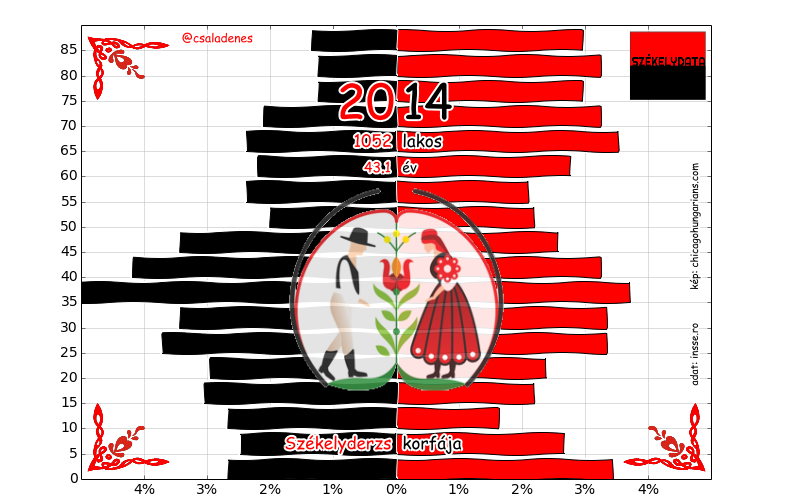 @csaladenes
SZÉKELYDATA
2014
1052 lakos
43.1 év
kép: chicagohungarians.com
adat: insse.ro
Székelyderzs korfája
85
80
75
70
65
60
55
50
45
40
35
30
25
20
15
10
5
0
4% 3% 2% 1% 0% 1% 2% 3% 4%